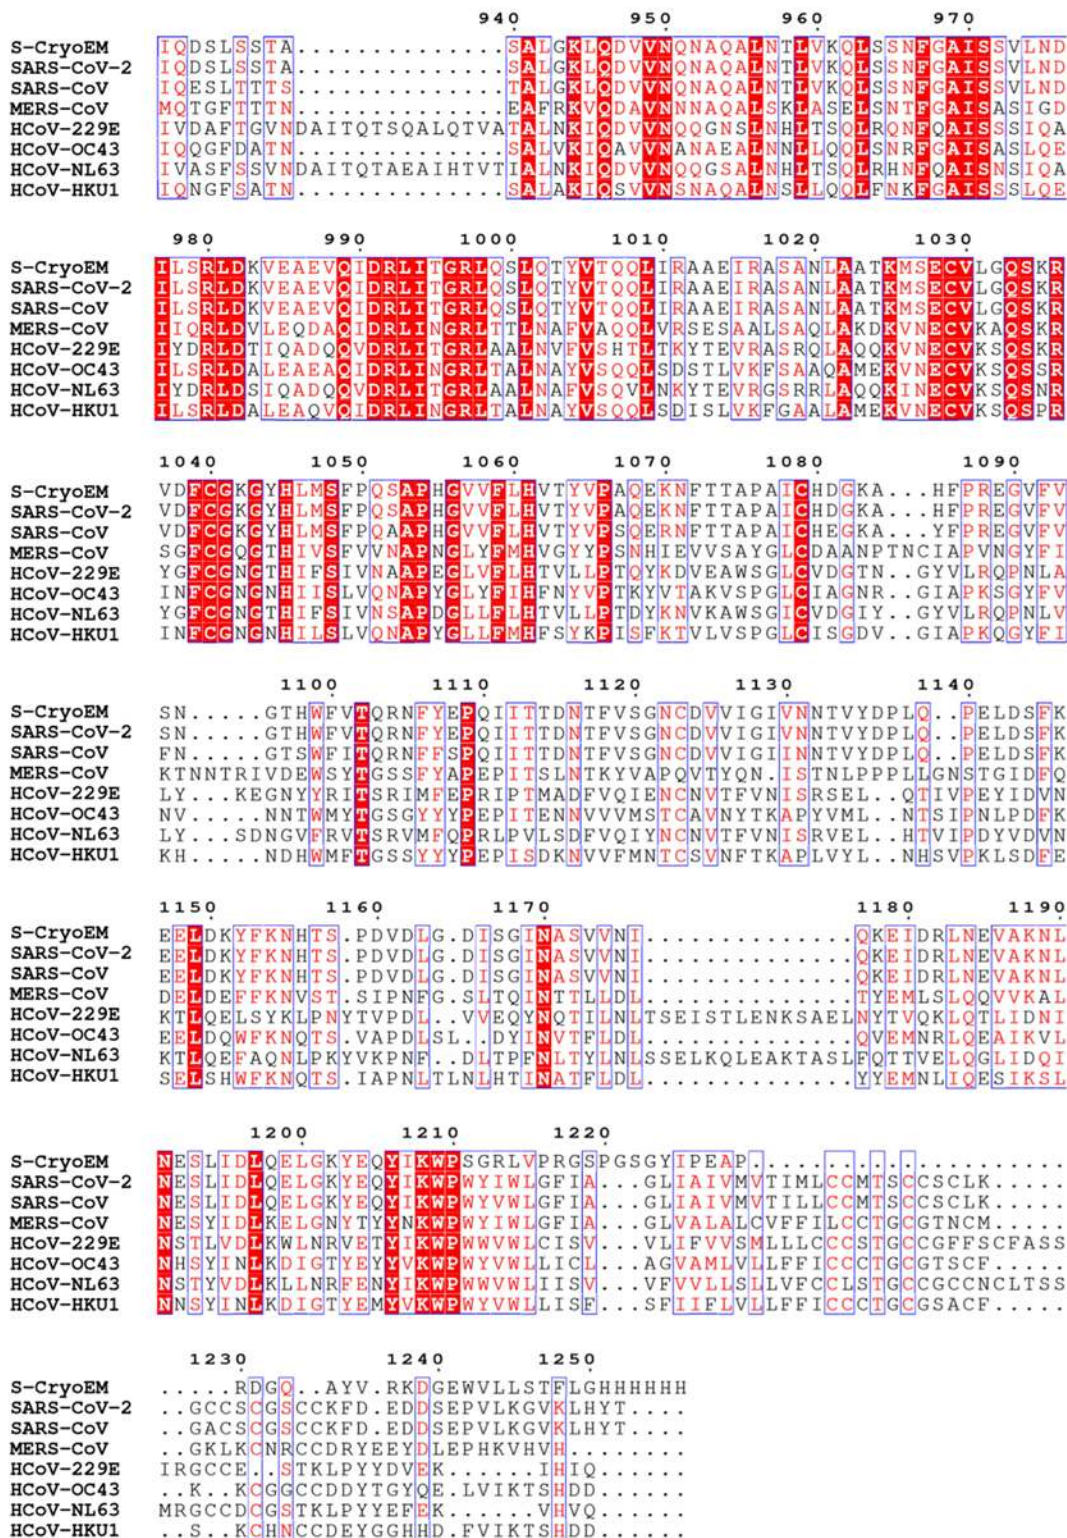 940 950 960 970
S-CryoEM IQDSLSSTA..............SALGKLQDVVNQNAQALNTLVKQLSSNFGAISSVLND
SARS-CoV-2 IQDSLSSTA..............SALGKLQDVVNQNAQALNTLVKQLSSNFGAISSVLND
SARS-CoV IQESLTTTS..............TALGKLQDVVNQNAQALNTLVKQLSSNFGAISSVLND
MERS-CoV MQTGFTTTN..............EAFRKVQDAVNNNAQALSKLASELSNTFGAISASIGD
HCoV-229E IVDAFTGVNDAITQTSQALQTVATALNKIQDVVNQQGNSLNHLTSQLRQNFQAISSSIQA
HCoV-OC43 IQQGFDATN..............SALVKIQAVVNANAEALNNLLQQLSNRFGAISASLQE
HCoV-NL63 IVASFSSVNDAITQTAEAIHTVTIALNKIQDVVNQQGSALNHLTSQLRHNFQAISNSIQA
HCoV-HKU1 IQNGFSATN..............SALAKIQSVVNSNAQALNSLLQQLFNKFGAISSSLQE
980 990 1000 1010 1020 1030
S-CryoEM ILSRLDKVEAEVQIDRLITGRLQSLQTYVTQQLIRAAEIRASANLAATKMSECVLGQSKR
SARS-CoV-2 ILSRLDKVEAEVQIDRLITGRLQSLQTYVTQQLIRAAEIRASANLAATKMSECVLGQSKR
SARS-CoV ILSRLDKVEAEVQIDRLITGRLQSLQTYVTQQLIRAAEIRASANLAATKMSECVLGQSKR
MERS-CoV IIQRLDVLEQDAQIDRLINGRLTTLNAFVAQQLVRSESAALSAQLAKDKVNECVKAQSKR
HCoV-229E IYDRLDTIQADQQVDRLITGRLAALNVFVSHTLTKYTEVRASRQLAQQKVNECVKSQSKR
HCoV-OC43 ILSRLDALEAEAQIDRLINGRLTALNAYVSQQLSDSTLVKFSAAQAMEKVNECVKSQSSR
HCoV-NL63 IYDRLDSIQADQQVDRLITGRLAALNAFVSQVLNKYTEVRGSRRLAQQKINECVKSQSNR
HCoV-HKU1 ILSRLDALEAQVQIDRLINGRLTALNAYVSQQLSDISLVKFGAALAMEKVNECVKSQSPR
1040 1050 1060 1070 1080 1090
S-CryoEM VDFCGKGYHLMSFPQSAPHGVVFLHVTYVPAQEKNFTTAPAICHDGKA...HFPREGVFV
SARS-CoV-2 VDFCGKGYHLMSFPQSAPHGVVFLHVTYVPAQEKNFTTAPAICHDGKA...HFPREGVFV
SARS-CoV VDFCGKGYHLMSFPQAAPHGVVFLHVTYVPSQERNFTTAPAICHEGKA...YFPREGVFV
MERS-CoV SGFCGQGTHIVSFVVNAPNGLYFMHVGYYPSNHIEVVSAYGLCDAANPTNCIAPVNGYFI
HCoV-229E YGFCGNGTHIFSIVNAAPEGLVFLHTVLLPTQYKDVEAWSGLCVDGTN..GYVLRQPNLA
HCoV-OC43 INFCGNGNHIISLVQNAPYGLYFIHFNYVPTKYVTAKVSPGLCIAGNR..GIAPKSGYFV
HCoV-NL63 YGFCGNGTHIFSIVNSAPDGLLFLHTVLLPTDYKNVKAWSGICVDGIY..GYVLRQPNLV
HCoV-HKU1 INFCGNGNHILSLVQNAPYGLLFMHFSYKPISFKTVLVSPGLCISGDV..GIAPKQGYFI
1100 1110 1120 1130 1140
S-CryoEM SN.....GTHWFVTQRNFYEPQIITTDNTFVSGNCDVVIGIVNNTVYDPLQ..PELDSFK
SARS-CoV-2 SN.....GTHWFVTQRNFYEPQIITTDNTFVSGNCDVVIGIVNNTVYDPLQ..PELDSFK
SARS-CoV FN.....GTSWFITQRNFFSPQIITTDNTFVSGNCDVVIGIINNTVYDPLQ..PELDSFK
MERS-CoV KTNNTRIVDEWSYTGSSFYAPEPITSLNTKYVAPQVTYQN.ISTNLPPPLLGNSTGIDFQ
HCoV-229E LY...KEGNYYRITSRIMFEPRIPTMADFVQIENCNVTFVNISRSEL..QTIVPEYIDVN
HCoV-OC43 NV.....NNTWMYTGSGYYYPEPITENNVVVMSTCAVNYTKAPYVML..NTSIPNLPDFK
HCoV-NL63 LY...SDNGVFRVTSRVMFQPRLPVLSDFVQIYNCNVTFVNISRVEL..HTVIPDYVDVN
HCoV-HKU1 KH.....NDHWMFTGSSYYYPEPISDKNVVFMNTCSVNFTKAPLVYL..NHSVPKLSDFE
1150 1160 1170 1180 1190
S-CryoEM EELDKYFKNHTS.PDVDLG.DISGINASVVNI..............QKEIDRLNEVAKNL
SARS-CoV-2 EELDKYFKNHTS.PDVDLG.DISGINASVVNI..............QKEIDRLNEVAKNL
SARS-CoV EELDKYFKNHTS.PDVDLG.DISGINASVVNI..............QKEIDRLNEVAKNL
MERS-CoV DELDEFFKNVST.SIPNFG.SLTQINTTLLDL..............TYEMLSLQQVVKAL
HCoV-229E KTLQELSYKLPNYTVPDL..VVEQYNQTILNLTSEISTLENKSAELNYTVQKLQTLIDNI
HCoV-OC43 EELDQWFKNQTS.VAPDLSL.DYINVTFLDL..............QVEMNRLQEAIKVL
HCoV-NL63 KTLQEFAQNLPKYVKPNF..DLTPFNLTYLNLSSELKQLEAKTASLFQTTVELQGLIDQI
HCoV-HKU1 SELSHWFKNQTS.IAPNLTLNLHTINATFLDL..............YYEMNLIQESIKSL
1200 1210 1220
S-CryoEM NESLIDLQELGKYEQYIKWPSGRLVPRGSPGSGYIPEAP.....................
SARS-CoV-2 NESLIDLQELGKYEQYIKWPWYIWLGFIA...GLIAIVMVTIMLCCMTSCCSCLK.....
SARS-CoV NESLIDLQELGKYEQYIKWPWYVWLGFIA...GLIAIVMVTILLCCMTSCCSCLK.....
MERS-CoV NESYIDLKELGNYTYYNKWPWYIWLGFIA...GLVALALCVFFILCCTGCGTNCM.....
HCoV-229E NSTLVDLKWLNRVETYIKWPWWVWLCISV...VLIFVVSMLLLCCCSTGCCGFFSCFASS
HCoV-OC43 NHSYINLKDIGTYEYYVKWPWYVWLLICL...AGVAMLVLLFFICCCTGCGTSCF.....
HCoV-NL63 NSTYVDLKLLNRFENYIKWPWWVWLIISV...VFVVLLSLLVFCCLSTGCCGCCNCLTSS
HCoV-HKU1 NNSYINLKDIGTYEMYVKWPWYVWLLISF...SFIIFLVLLFFICCCTGCGSACF.....
1230 1240 1250
S-CryoEM .....RDGQ..AYV.RKDGEWVLLSTFLGHHHHHH
SARS-CoV-2 ..GCCSCGSCCKFD.EDDSEPVLKGVKLHYT....
SARS-CoV ..GACSCGSCCKFD.EDDSEPVLKGVKLHYT....
MERS-CoV ..GKLKCNRCCDRYEEYDLEPHKVHVH........
HCoV-229E IRGCCE..STKLPYYDVEK......IHIQ......
HCoV-OC43 ..K..KCGGCCDDYTGYQE.LVIKTSHDD......
HCoV-NL63 MRGCCDCGSTKLPYYEFEK......VHVQ......
HCoV-HKU1 ..S..KCHNCCDEYGGHHD.FVIKTSHDD......